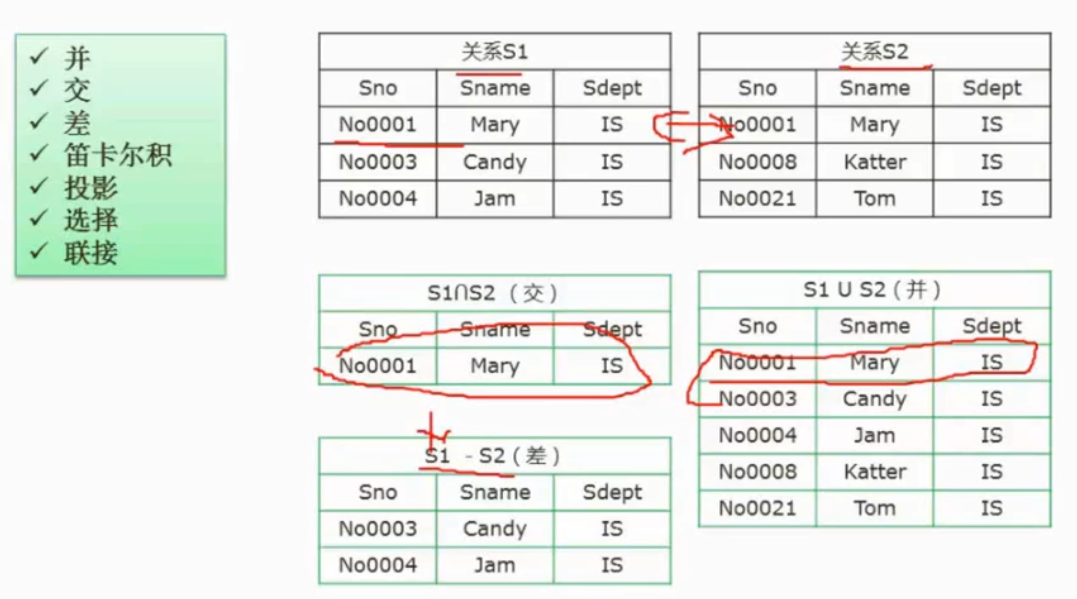 ✓ 并
✓ 交
✓ 差
✓ 笛卡尔积
✓ 投影
✓ 选择
✓ 联接
关系S1
Sno Sname Sdept
No0001 Mary IS
No0003 Candy IS
No0004 Jam IS
关系S2
Sno Sname Sdept
No0001 Mary IS
No0008 Katter IS
No0021 Tom IS
S1∩S2 （交）
Sno Sname Sdept
No0001 Mary IS
S1 U S2（并）
Sno Sname Sdept
No0001 Mary IS
No0003 Candy IS
No0004 Jam IS
No0008 Katter IS
No0021 Tom IS
S1 - S2（差）
Sno Sname Sdept
No0003 Candy IS
No0004 Jam IS